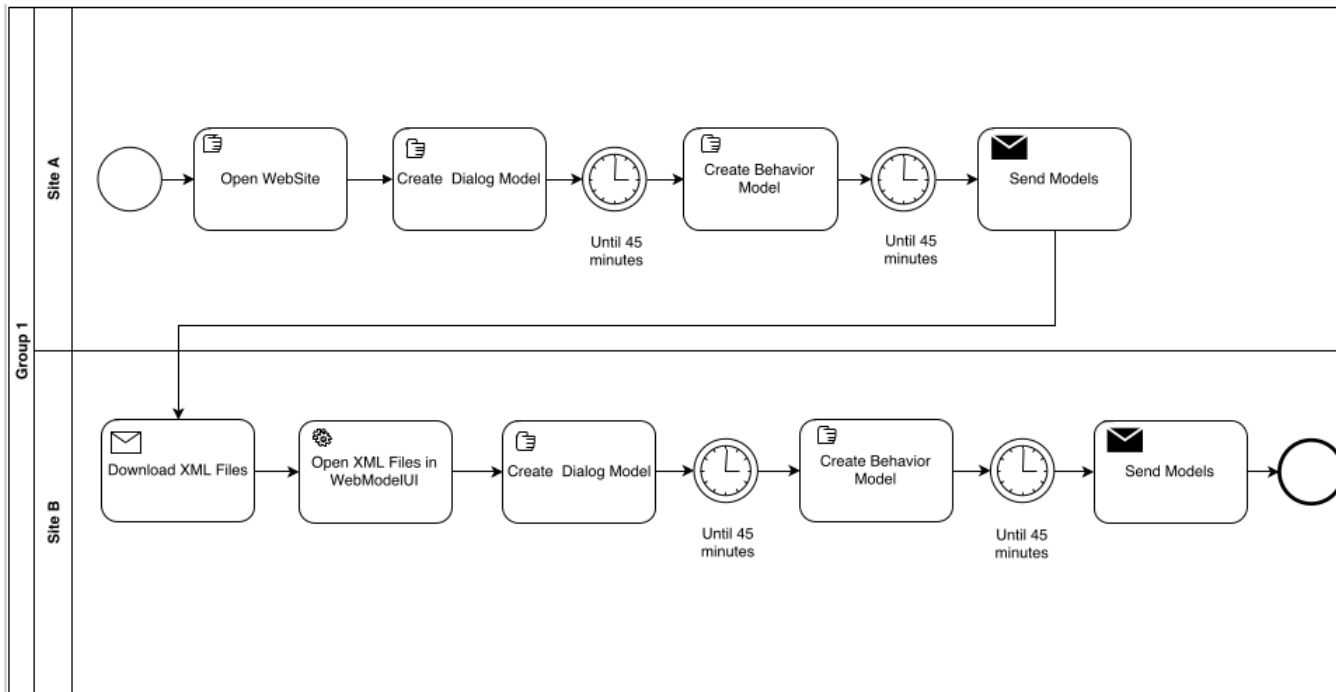 Group 1
Site A
Open WebSite
Create Dialog Model
Until 45
minutes
Create Behavior
Model
Until 45
minutes
Send Models
Site B
Download XML Files
Open XML Files in
WebModelUI
Create Dialog Model
Until 45
minutes
Create Behavior
Model
Until 45
minutes
Send Models